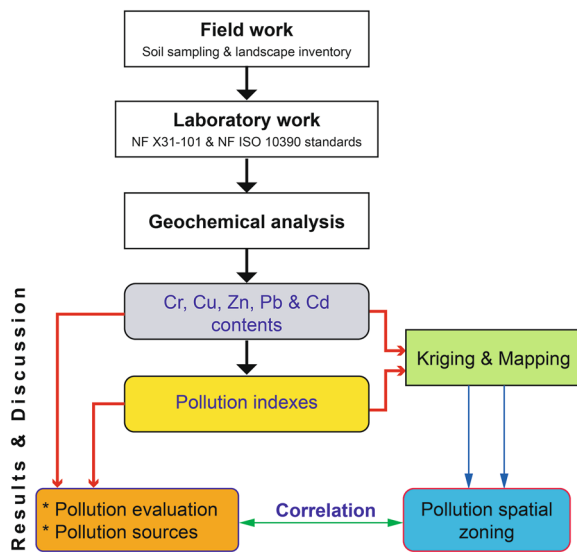 Field work
Soil sampling & landscape inventory
Laboratory work
NF X31-101 & NF ISO 10390 standards
Geochemical analysis
Cr, Cu, Zn, Pb & Cd
contents
Kriging & Mapping
Pollution indexes
Results & Discussion
* Pollution evaluation
* Pollution sources
Correlation
Pollution spatial
zoning